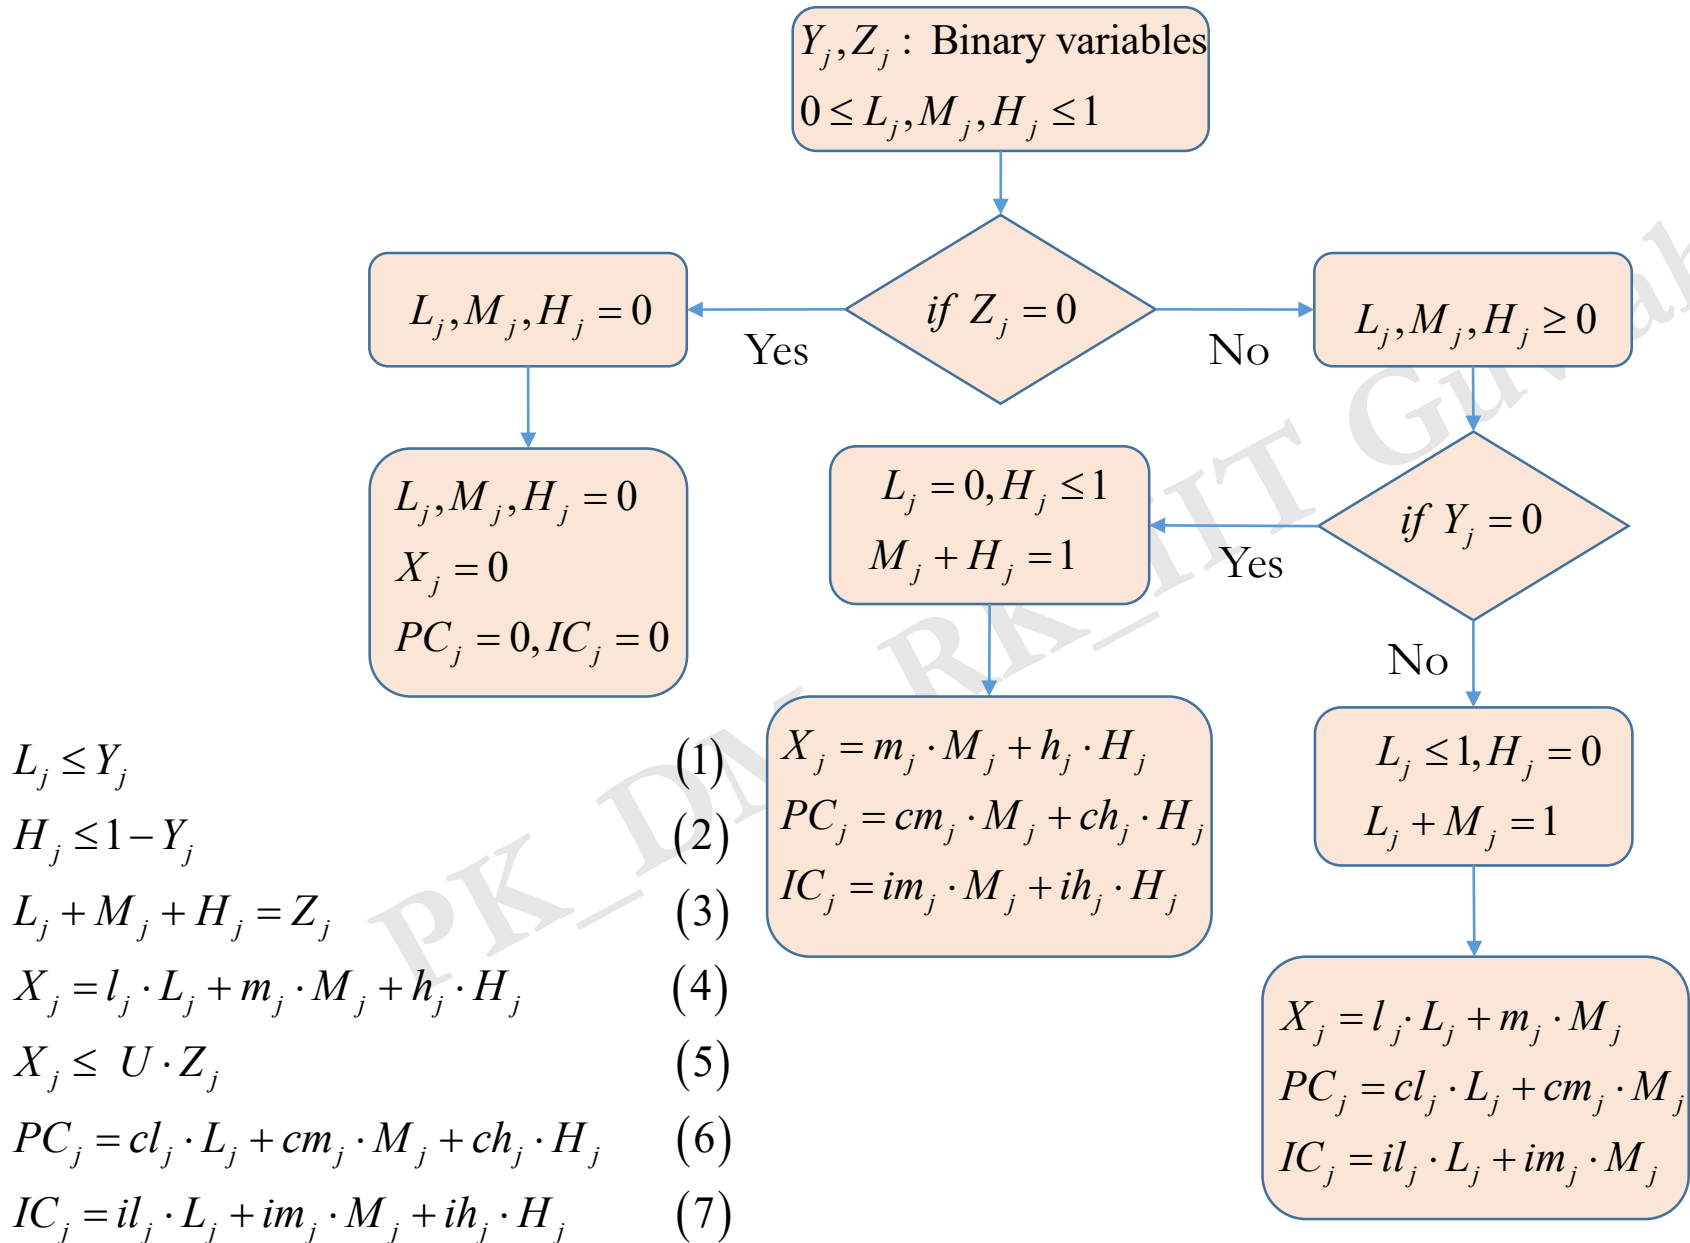 Y_j, Z_j : Binary variables
0 ≤ L_j, M_j, H_j ≤ 1
if Z_j = 0
Yes
No
L_j, M_j, H_j = 0
L_j, M_j, H_j ≥ 0
L_j, M_j, H_j = 0
X_j = 0
PC_j = 0, IC_j = 0
if Y_j = 0
Yes
No
L_j = 0, H_j ≤ 1
M_j + H_j = 1
X_j = m_j · M_j + h_j · H_j
PC_j = cm_j · M_j + ch_j · H_j
IC_j = im_j · M_j + ih_j · H_j
L_j ≤ 1, H_j = 0
L_j + M_j = 1
X_j = l_j · L_j + m_j · M_j
PC_j = cl_j · L_j + cm_j · M_j
IC_j = il_j · L_j + im_j · M_j
L_j ≤ Y_j (1)
H_j ≤ 1 − Y_j (2)
L_j + M_j + H_j = Z_j (3)
X_j = l_j · L_j + m_j · M_j + h_j · H_j (4)
X_j ≤ U · Z_j (5)
PC_j = cl_j · L_j + cm_j · M_j + ch_j · H_j (6)
IC_j = il_j · L_j + im_j · M_j + ih_j · H_j (7)